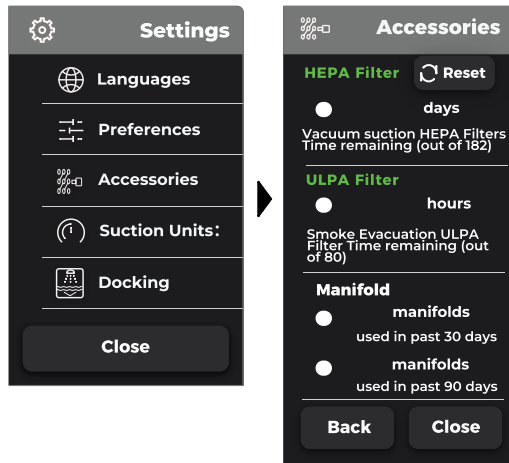 Settings
Languages
Preferences
Accessories
Suction Units:
Docking
Close
Accessories
HEPA Filter
Reset
days
Vacuum suction HEPA Filters
Time remaining (out of 182)
ULPA Filter
hours
Smoke Evacuation ULPA
Filter Time remaining (out
of 80)
Manifold
manifolds
used in past 30 days
manifolds
used in past 90 days
Back
Close